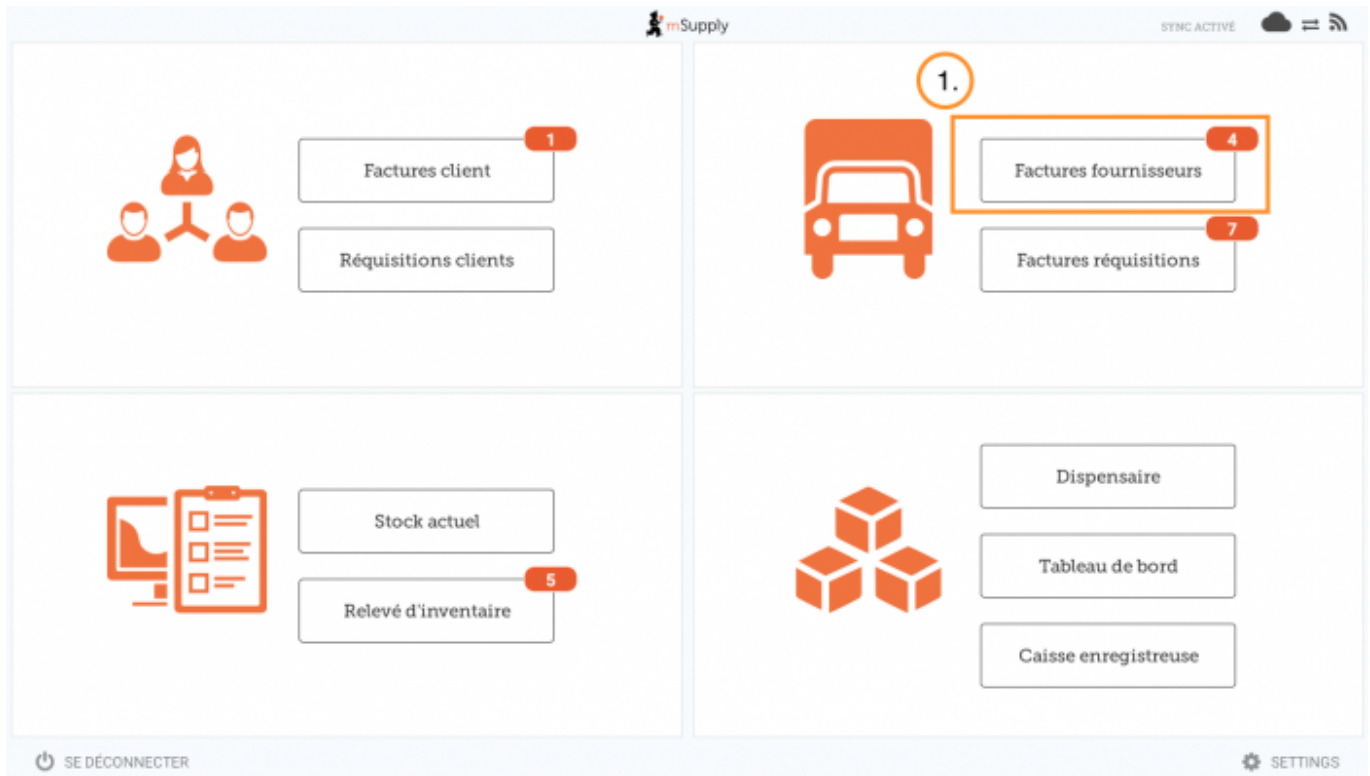 mSupply
SYNC ACTIVÉ
1
Factures client
Réquisitions clients
1.
4
Factures fournisseurs
7
Factures réquisitions
Stock actuel
5
Relevé d'inventaire
Dispensaire
Tableau de bord
Caisse enregistreuse
SE DÉCONNECTER
SETTINGS